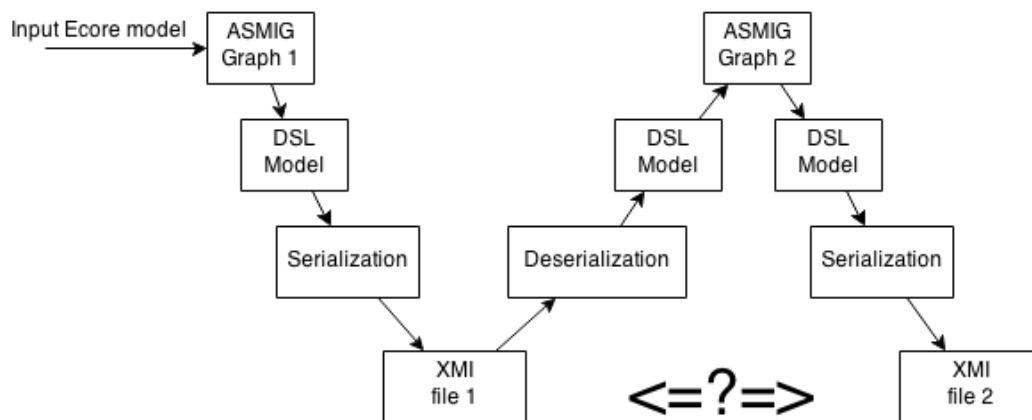 Input Ecore model
ASMIG
Graph 1
ASMIG
Graph 2
DSL
Model
DSL
Model
DSL
Model
Serialization
Deserialization
Serialization
XMI
file 1
<=?=>
XMI
file 2